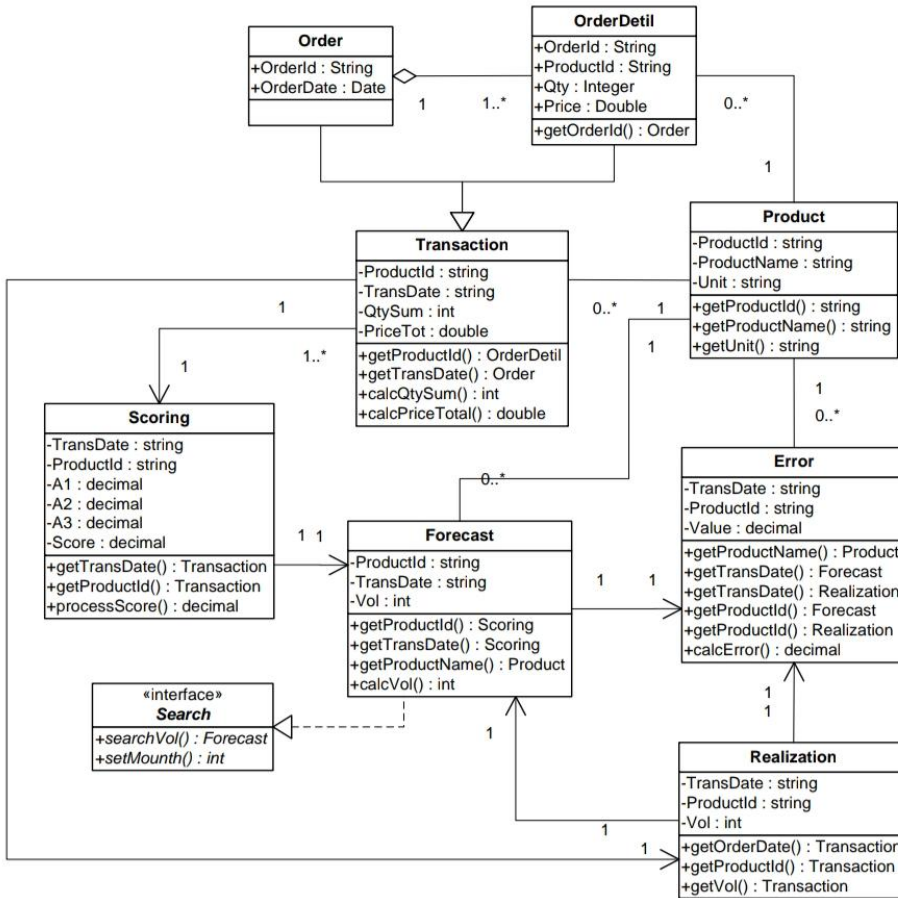 Order
+OrderId : String
+OrderDate : Date
OrderDetil
+OrderId : String
+ProductId : String
+Qty : Integer
+Price : Double
+getOrderId() : Order
1
1..*
0..*
1
Product
-ProductId : string
-ProductName : string
-Unit : string
+getProductId() : string
+getProductName() : string
+getUnit() : string
Transaction
-ProductId : string
-TransDate : string
-QtySum : int
-PriceTot : double
+getProductId() : OrderDetil
+getTransDate() : Order
+calcQtySum() : int
+calcPriceTotal() : double
1
0..*
1
1
1..*
1
1
0..*
Scoring
-TransDate : string
-ProductId : string
-A1 : decimal
-A2 : decimal
-A3 : decimal
-Score : decimal
+getTransDate() : Transaction
+getProductId() : Transaction
+processScore() : decimal
Error
-TransDate : string
-ProductId : string
-Value : decimal
+getProductName() : Product
+getTransDate() : Forecast
+getTransDate() : Realization
+getProductId() : Forecast
+getProductId() : Realization
+calcError() : decimal
0..*
1 1
Forecast
-ProductId : string
-TransDate : string
-Vol : int
+getProductId() : Scoring
+getTransDate() : Scoring
+getProductName() : Product
+calcVol() : int
1
1
«interface»
Search
+searchVol() : Forecast
+setMounth() : int
1
1
1
Realization
-TransDate : string
-ProductId : string
-Vol : int
+getOrderDate() : Transaction
+getProductId() : Transaction
+getVol() : Transaction
1
1